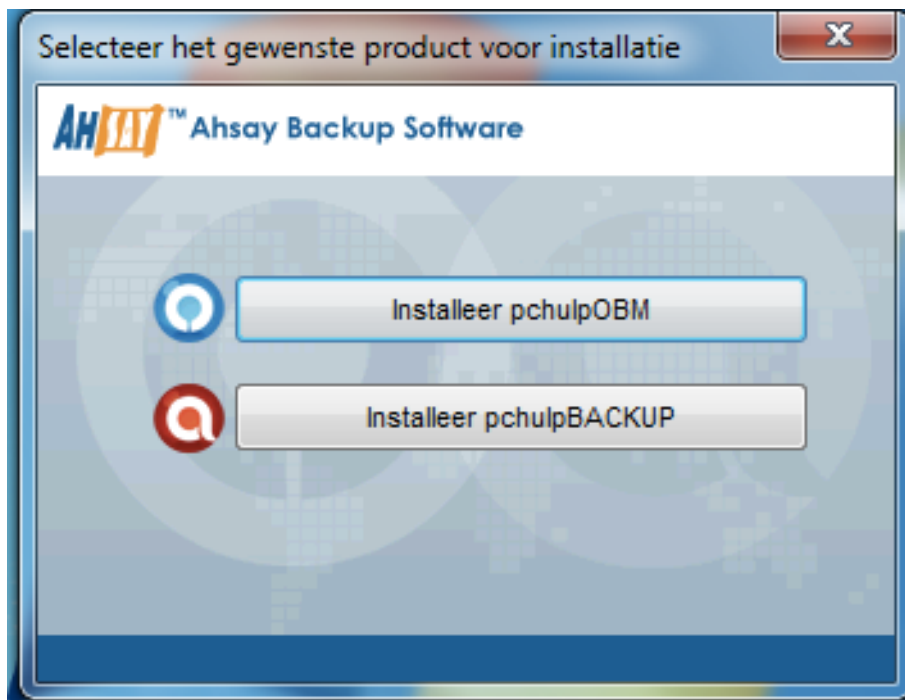 Selecteer het gewenste product voor installatie
AHSAY™ Ahsay Backup Software
Installeer pchulpOBM
Installeer pchulpBACKUP